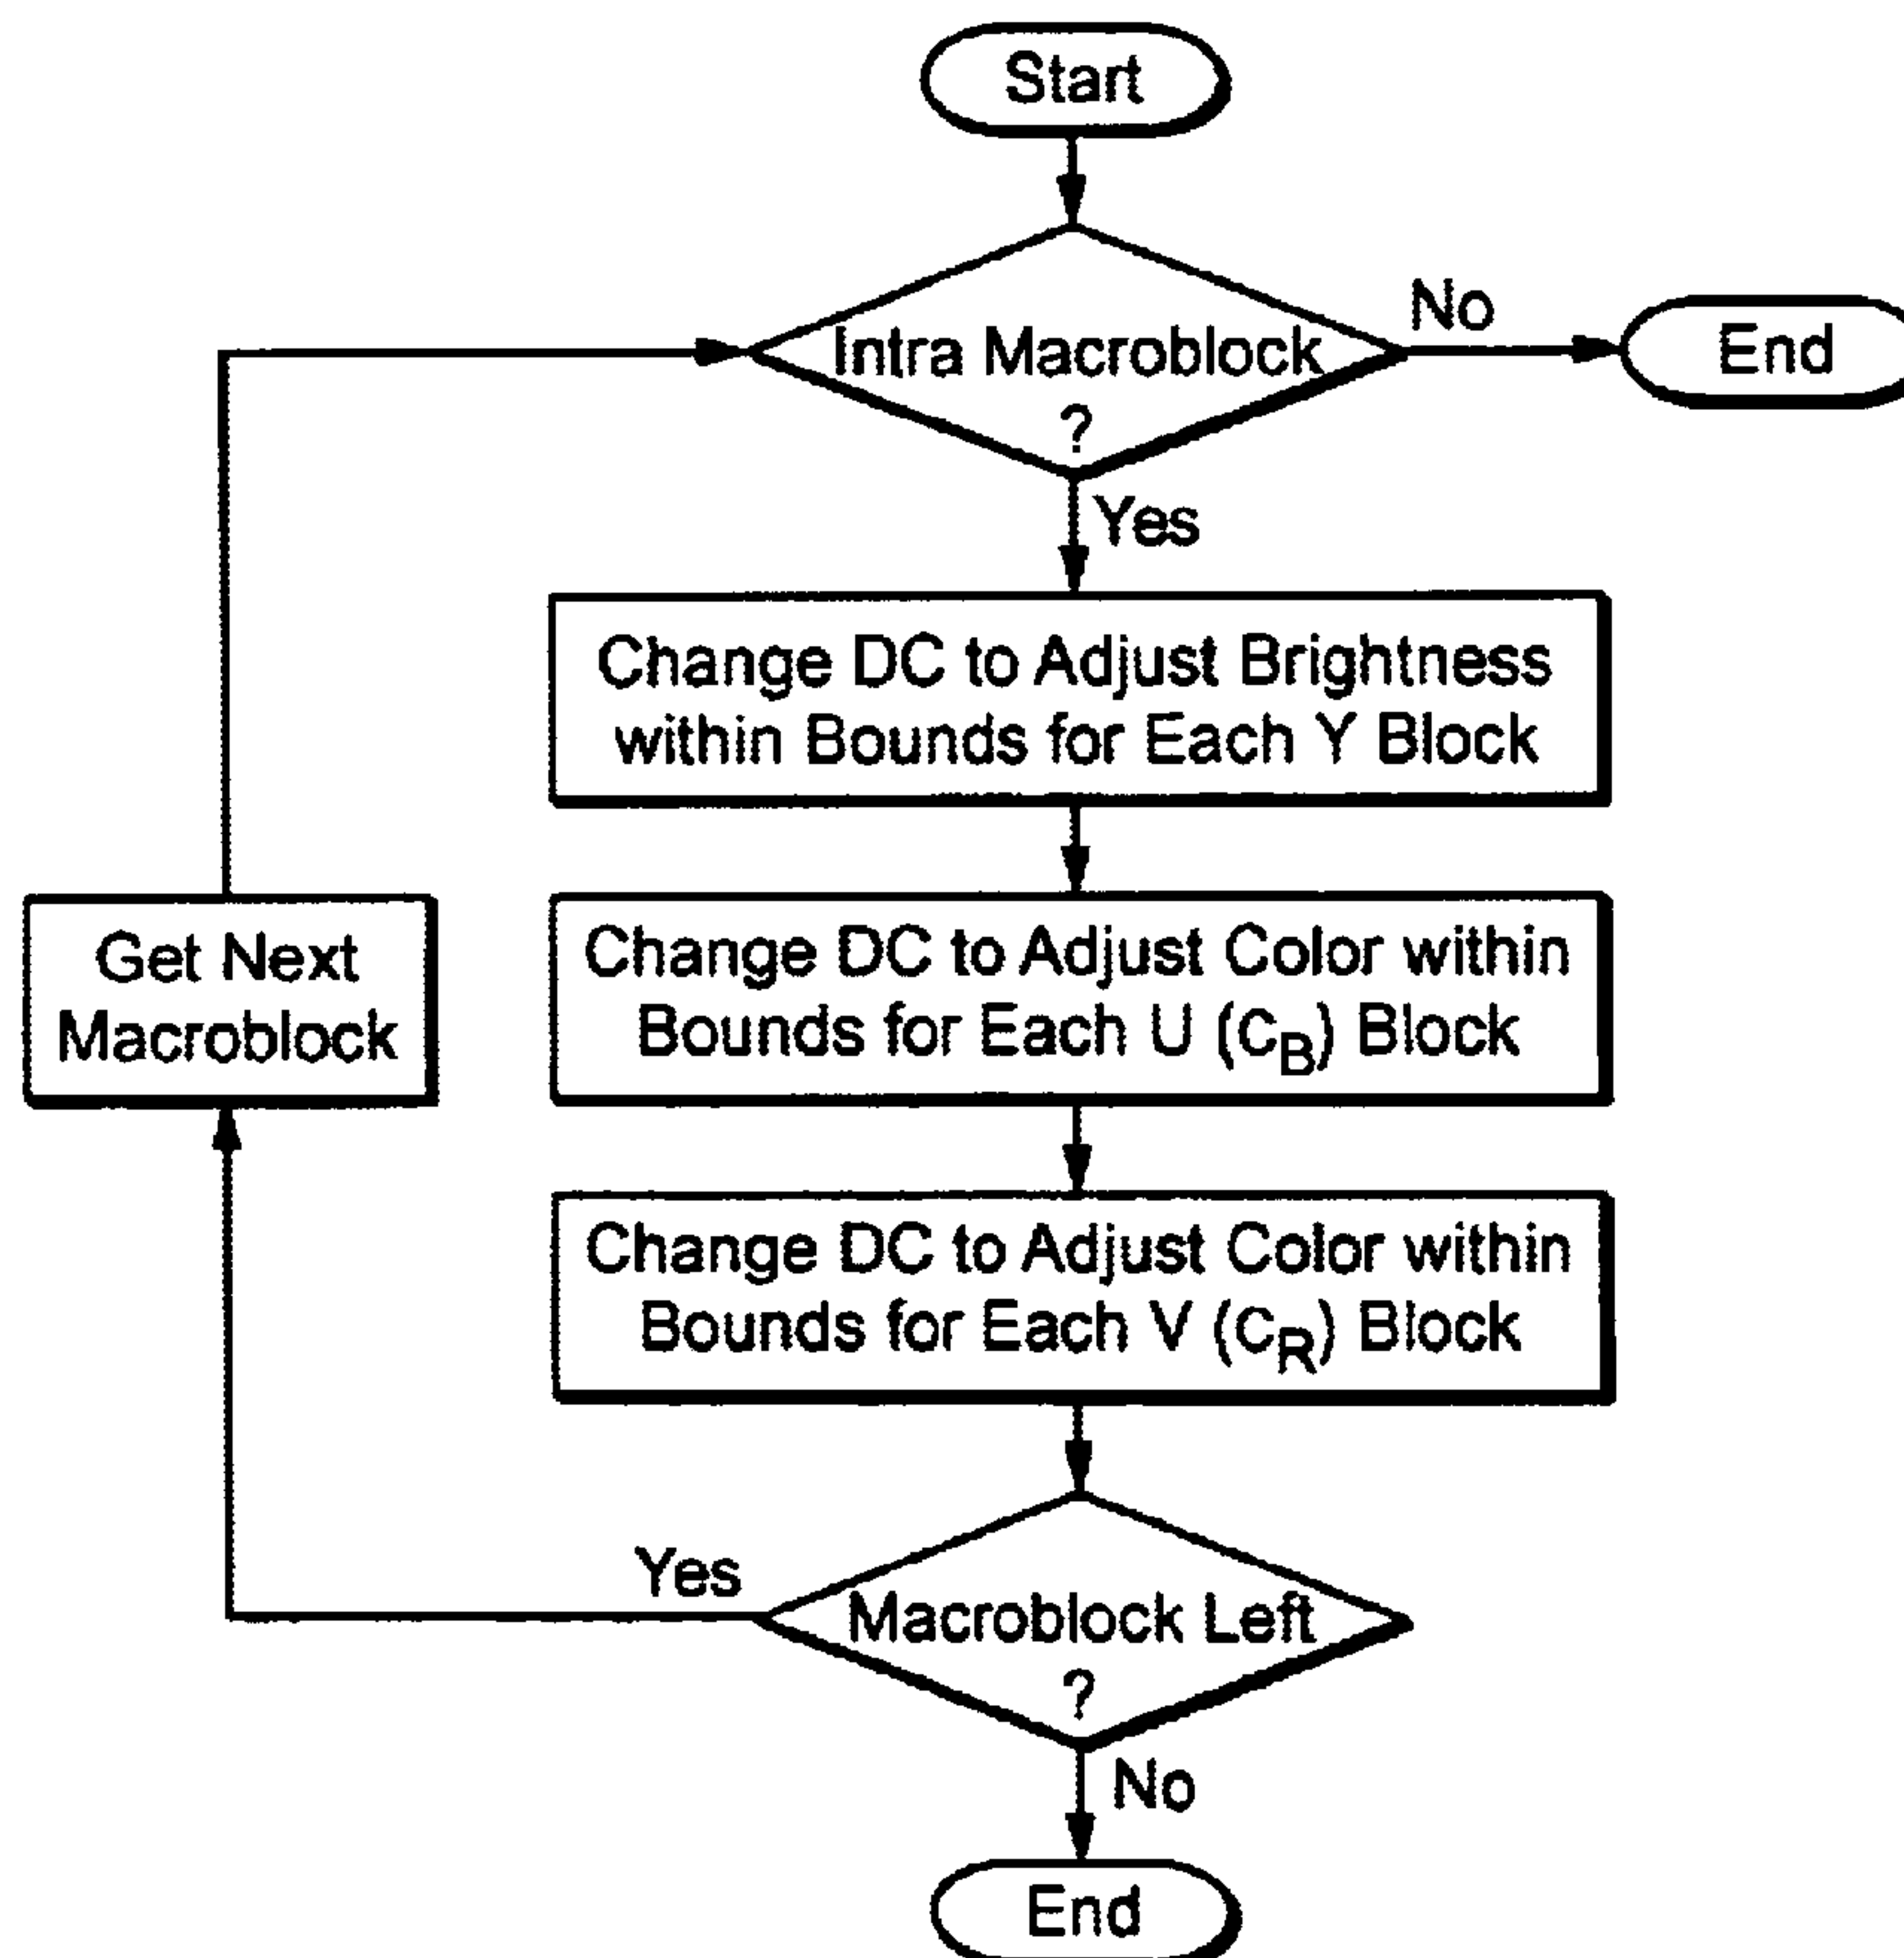 Start
Intra Macroblock
?
No
End
Yes
Change DC to Adjust Brightness
within Bounds for Each Y Block
Change DC to Adjust Color within
Bounds for Each U (CB) Block
Get Next
Macroblock
Change DC to Adjust Color within
Bounds for Each V (CR) Block
Yes
Macroblock Left
?
No
End